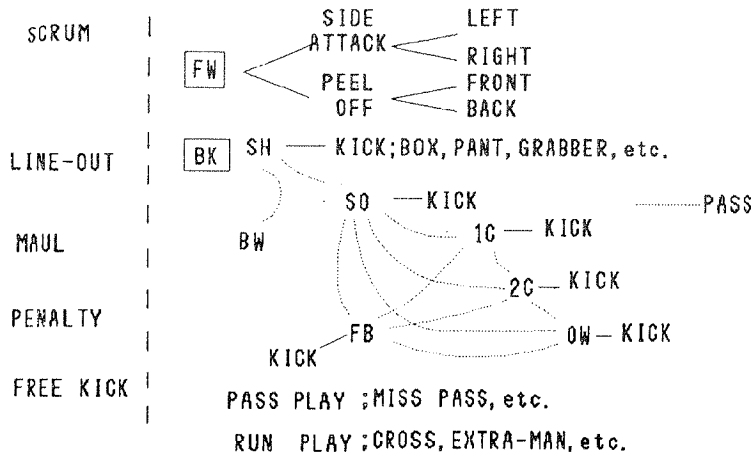 SCRUM
LINE-OUT
MAUL
PENALTY
FREE KICK
SIDE ATTACK
LEFT
RIGHT
FW
PEEL OFF
FRONT
BACK
BK SH KICK;BOX, PANT, GRABBER, etc.
SO KICK
PASS
BW
1C KICK
2C KICK
FB
OW KICK
KICK
PASS PLAY ;MISS PASS, etc.
RUN PLAY ;CROSS, EXTRA-MAN, etc.